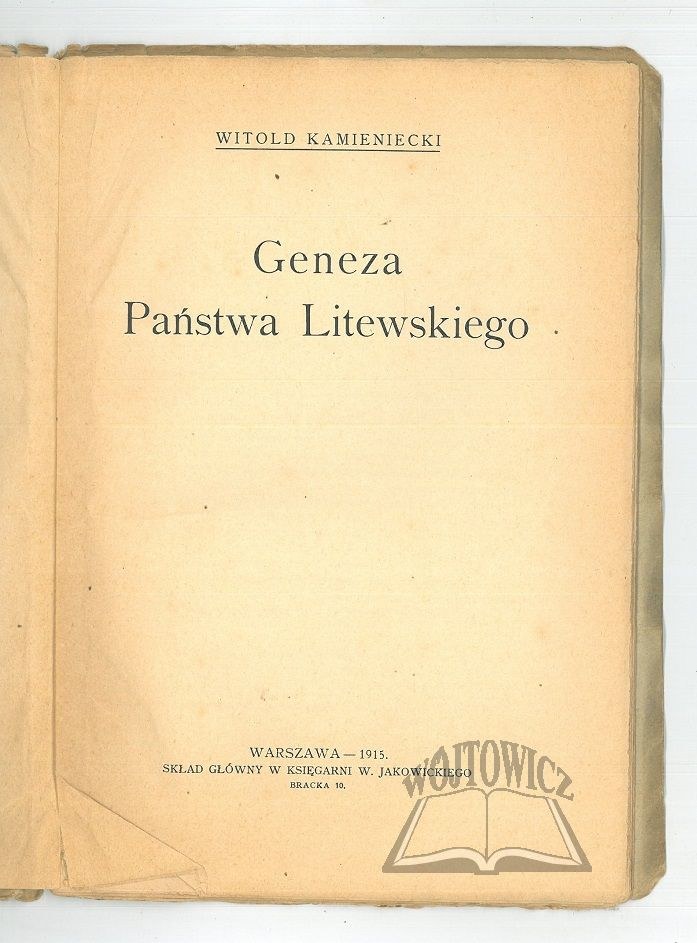 WITOLD KAMIENIECKI
Geneza
Państwa Litewskiego
WARSZAWA — 1915.
SKŁAD GŁÓWNY W KSIĘGARNI W. JAKOWICKIEGO
BRACKA 10.
WOJTOWICZ